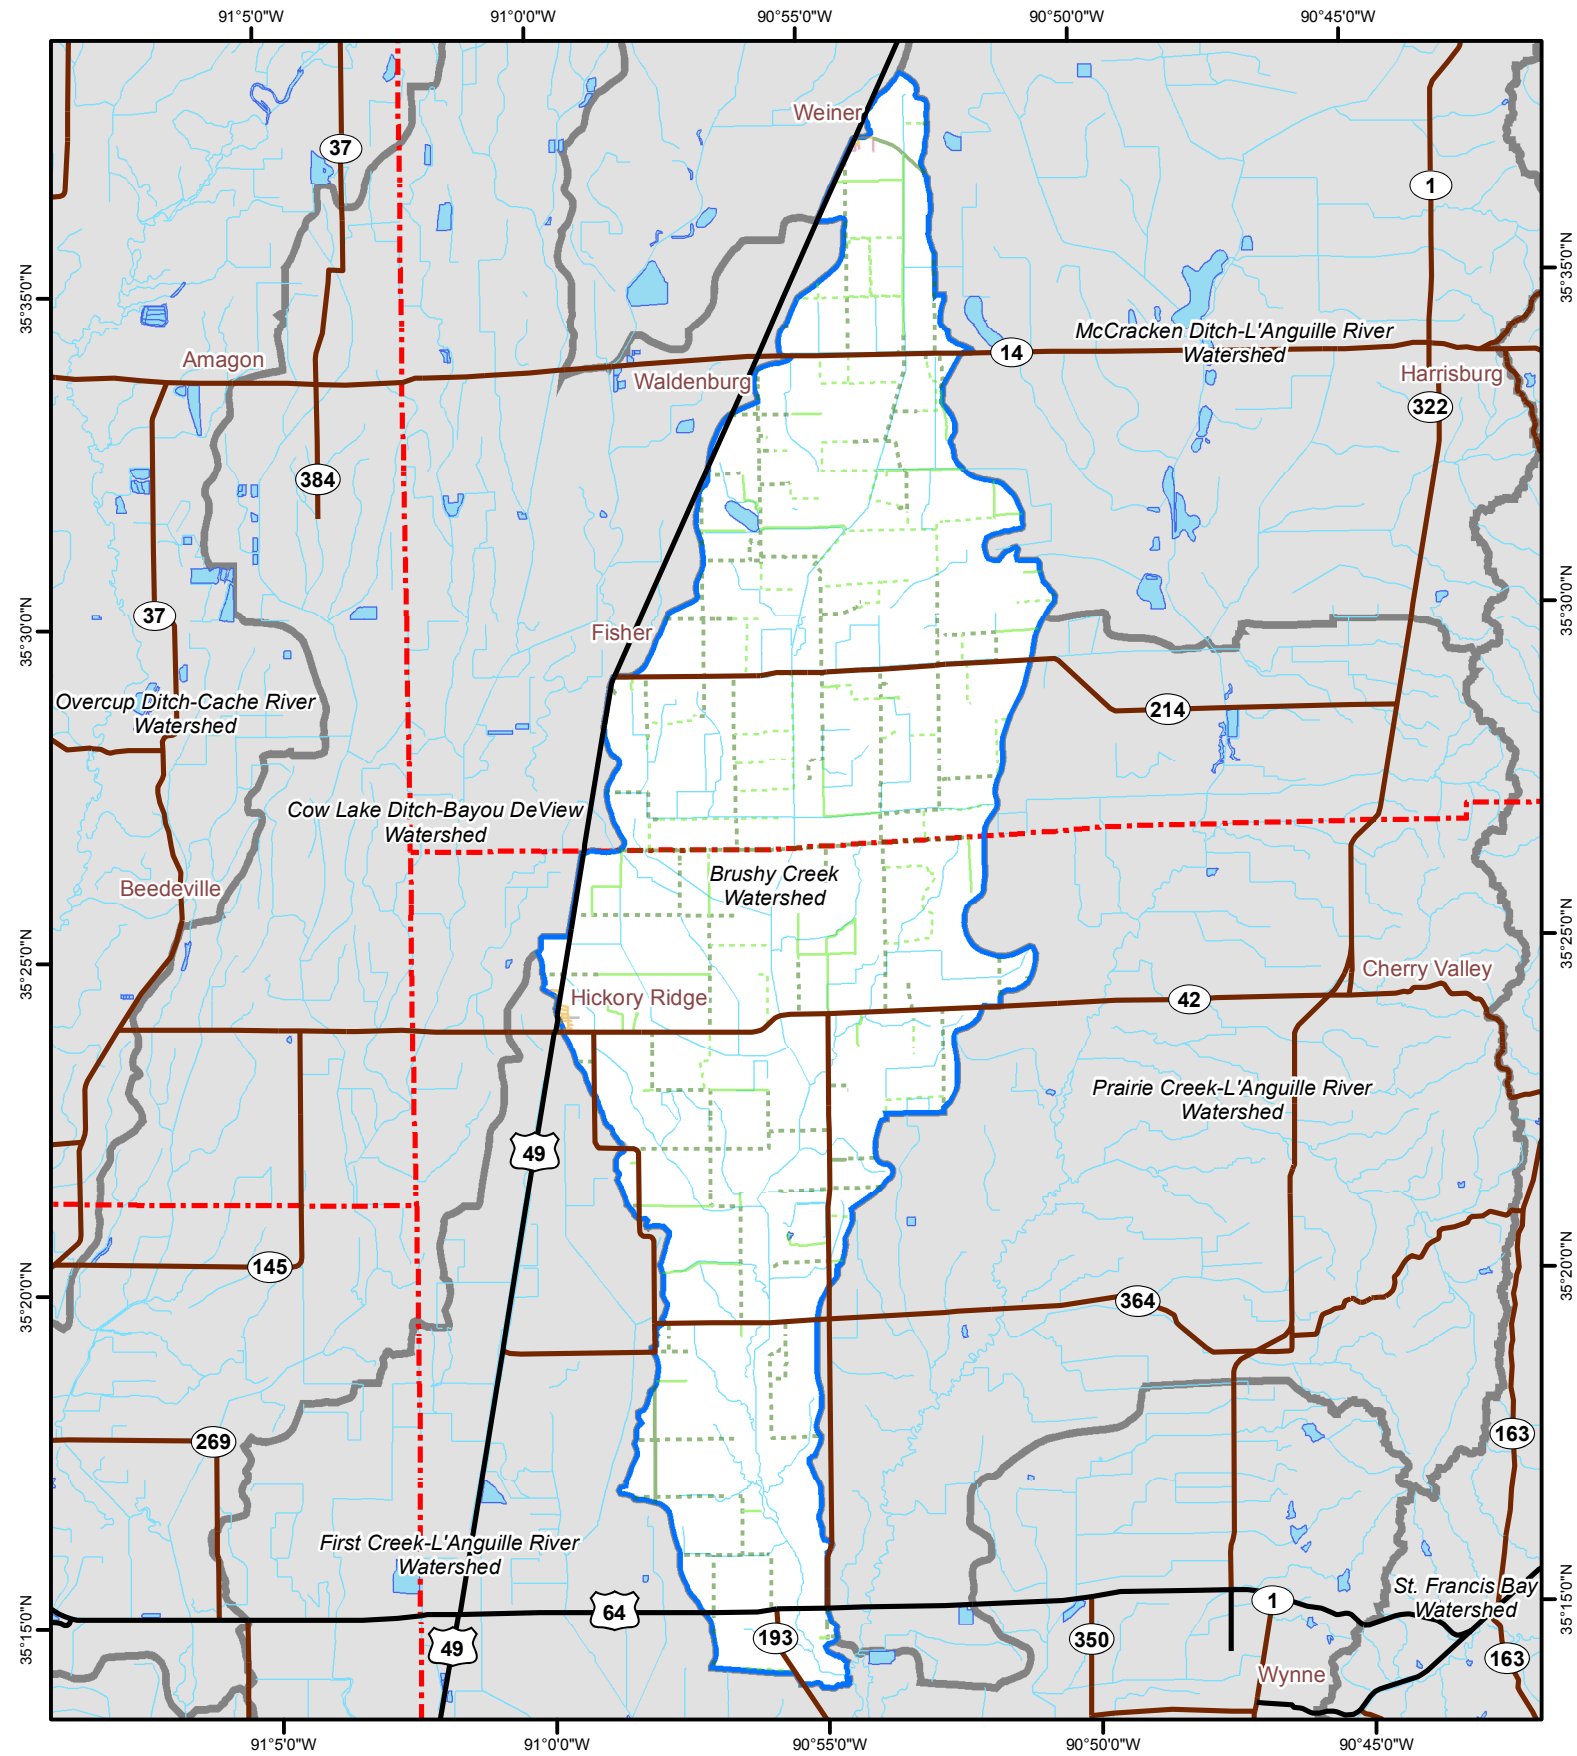 91°5'0"W
91°0'0"W
90°55'0"W
90°50'0"W
90°45'0"W
Weiner
37
1
35°35'0"N
35°35'0"N
McCracken Ditch-L'Anguille River
Watershed
14
Amagon
Waldenburg
Harrisburg
322
384
35°30'0"N
35°30'0"N
37
Fisher
Overcup Ditch-Cache River
Watershed
214
Cow Lake Ditch-Bayou DeView
Watershed
Brushy Creek
Watershed
Beedeville
35°25'0"N
35°25'0"N
Cherry Valley
Hickory Ridge
42
Prairie Creek-L'Anguille River
Watershed
49
145
35°20'0"N
35°20'0"N
364
269
163
First Creek-L'Anguille River
Watershed
St. Francis Bay
Watershed
1
64
35°15'0"N
35°15'0"N
49
193
350
163
Wynne
91°5'0"W
91°0'0"W
90°55'0"W
90°50'0"W
90°45'0"W